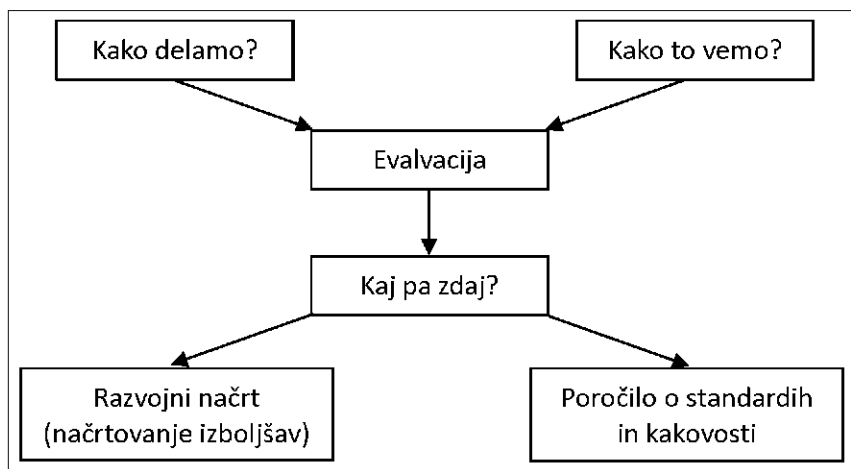 Kako delamo?
Kako to vemo?
Evalvacija
Kaj pa zdaj?
Razvojni načrt
(načrtovanje izboljšav)
Poročilo o standardih
in kakovosti